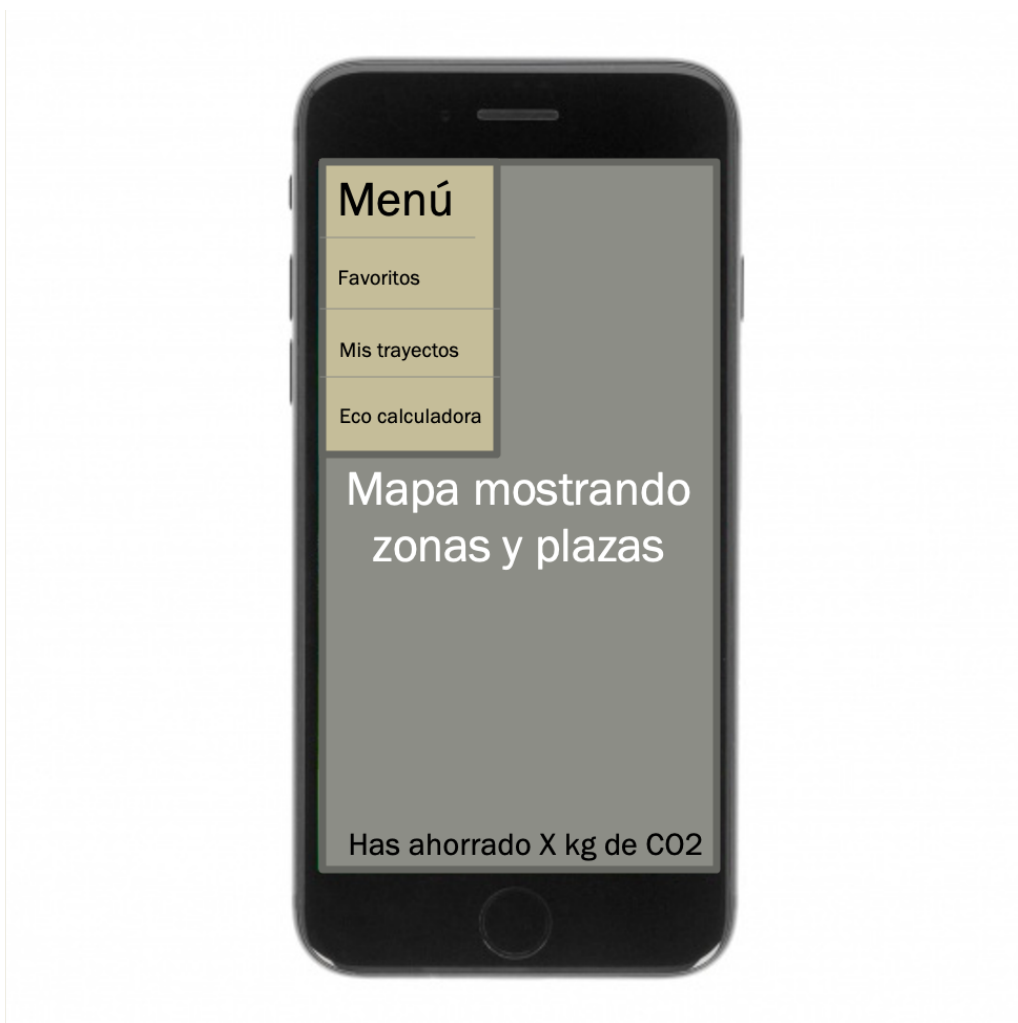 Menú
Favoritos
Mis trayectos
Eco calculadora
Mapa mostrando
zonas y plazas
Has ahorrado X kg de CO2